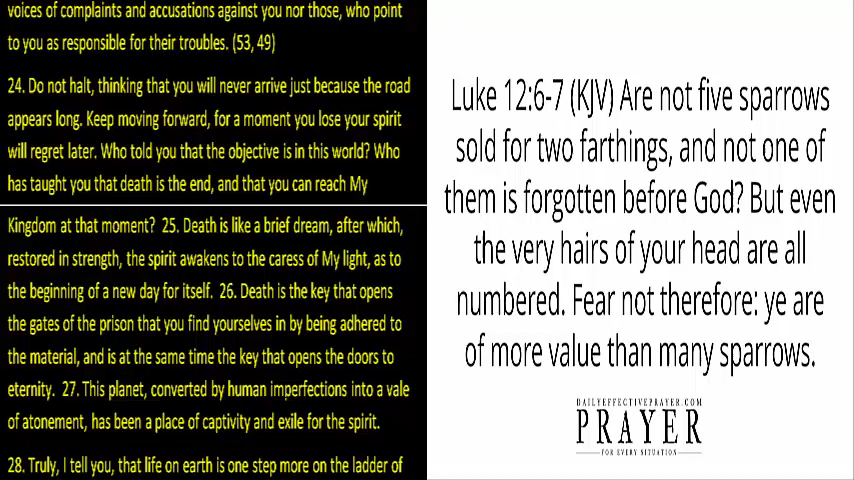 voices of complaints and accusations against you nor those, who point
to you as responsible for their troubles. (53, 49)
24. Do not halt, thinking that you will never arrive just because the road
appears long. Keep moving forward, for a moment you lose your spirit
will regret later. Who told you that the objective is in this world? Who
has taught you that death is the end, and that you can reach My
Kingdom at that moment? 25. Death is like a brief dream, after which,
restored in strength, the spirit awakens to the caress of My light, as to
the beginning of a new day for itself. 26. Death is the key that opens
the gates of the prison that you find yourselves in by being adhered to
the material, and is at the same time the key that opens the doors to
eternity. 27. This planet, converted by human imperfections into a vale
of atonement, has been a place of captivity and exile for the spirit.
28. Truly, I tell you, that life on earth is one step more on the ladder of
Luke 12:6-7 (KJV) Are not five sparrows
sold for two farthings, and not one of
them is forgotten before God? But even
the very hairs of your head are all
numbered. Fear not therefore: ye are
of more value than many sparrows.
DAILYEFFECTIVEPRAYER.COM
PRAYER
FOR EVERY SITUATION